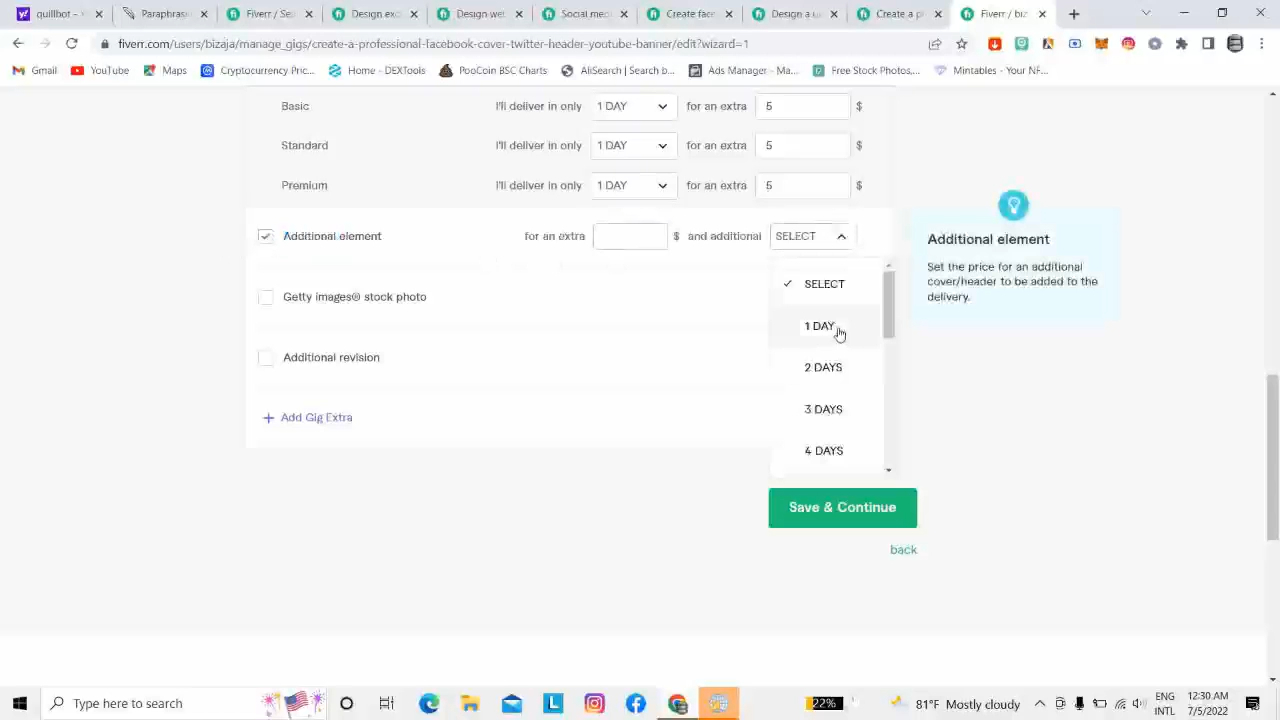 quillbot -
Paraphras
Fiverr
Design exc
Design wel
Social med
Create face
Design a u
Create a p
Fiverr / biz
fiverr.com/users/bizaja/manage_gigs/create-a-professional-facebook-cover-twitter-header-youtube-banner/edit?wizard=1
Gmail YouTube Maps Cryptocurrency Pric... Home - DEXTools PooCoin BSC Charts AliSearch | Search b... Ads Manager - Ma... Free Stock Photos,... Mintables - Your NF...
Basic I'll deliver in only 1 DAY for an extra 5 $
Standard I'll deliver in only 1 DAY for an extra 5 $
Premium I'll deliver in only 1 DAY for an extra 5 $
Additional element for an extra $ and additional SELECT
Additional element
Set the price for an additional
cover/header to be added to the
delivery.
SELECT
1 DAY
2 DAYS
3 DAYS
4 DAYS
Getty images® stock photo
Additional revision
+ Add Gig Extra
Save & Continue
back
Type here to search
22%
81°F Mostly cloudy
ENG
INTL
12:30 AM
7/5/2022